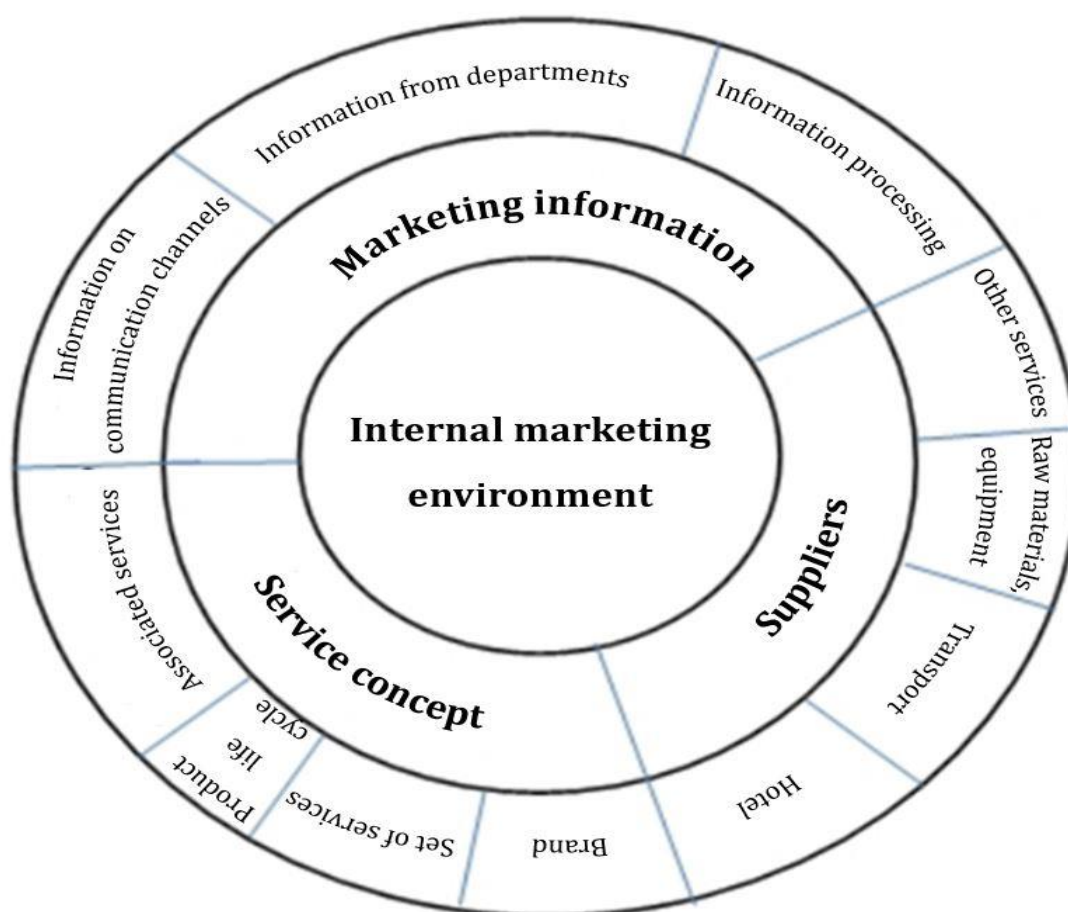 Internal marketing
environment
Marketing information
Suppliers
Service concept
Information on
communication channels
Information from departments
Information processing
Other services
Raw materials,
equipment
Transport
Hotel
Brand
Set of services
Product
life
cycle
Associated services